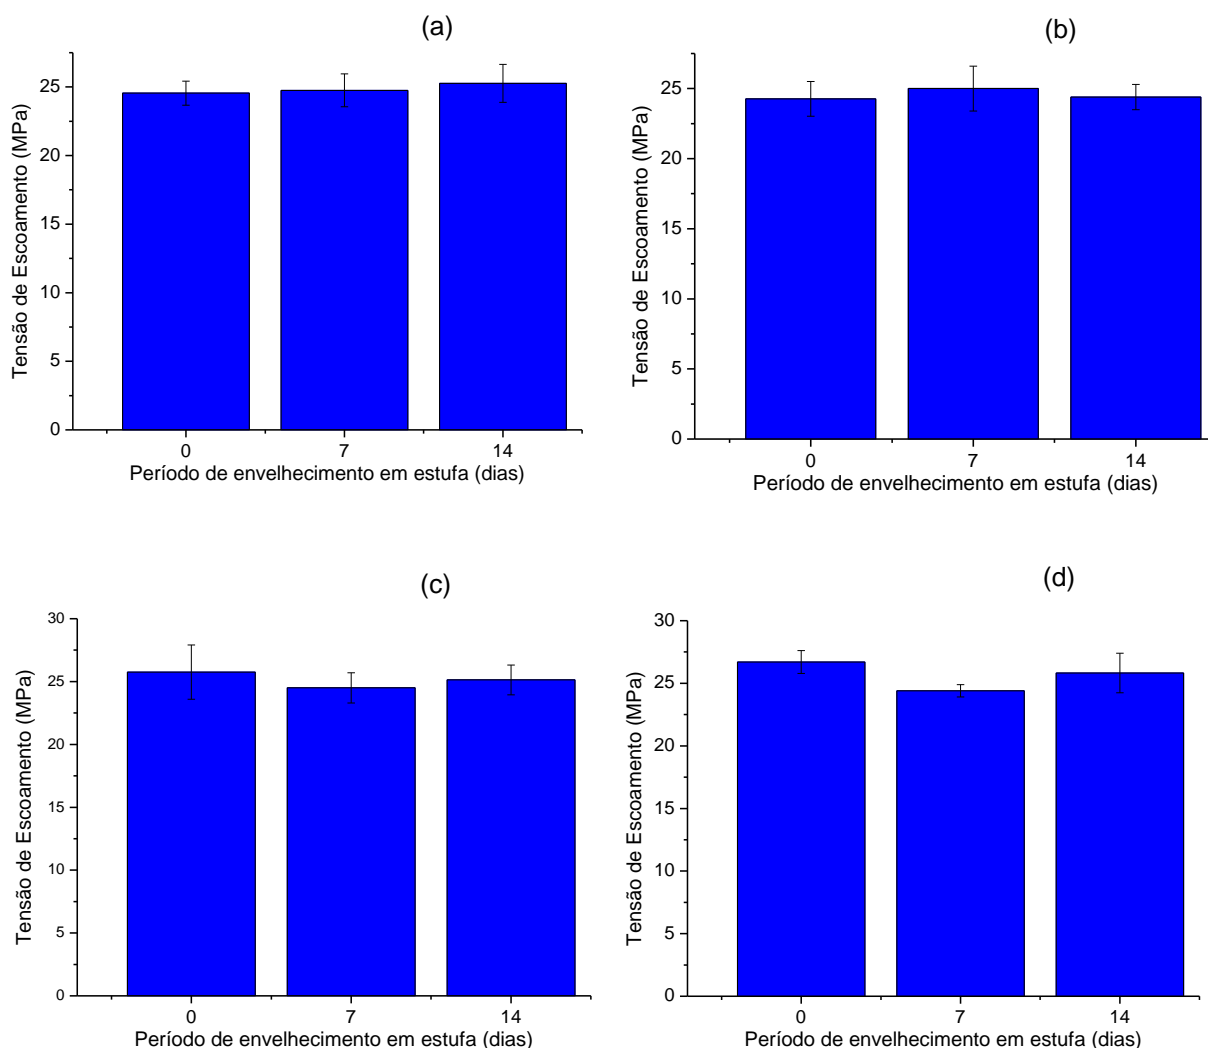 (a)
Tensão de Escoamento (MPa)
25
20
15
10
5
0
0 7 14
Período de envelhecimento em estufa (dias)
(b)
Tensão de Escoamento (MPa)
25
20
15
10
5
0
0 7 14
Período de envelhecimento em estufa (dias)
(c)
Tensão de Escoamento (MPa)
30
25
20
15
10
5
0
0 7 14
Período de envelhecimento em estufa (dias)
(d)
Tensão de Escoamento (MPa)
30
25
20
15
10
5
0
0 7 14
Período de envelhecimento em estufa (dias)